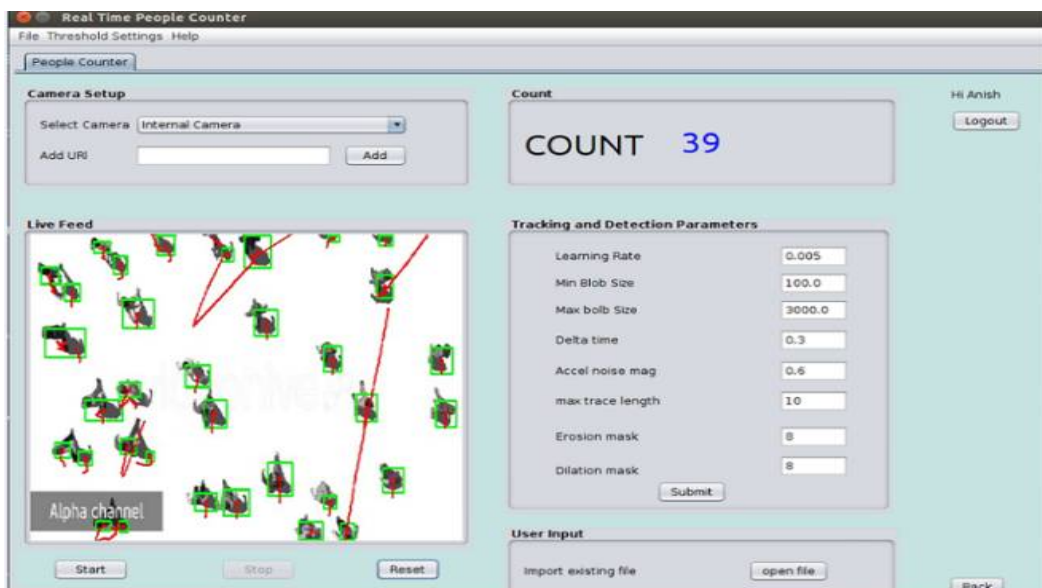 Real Time People Counter
File Threshold Settings Help
People Counter
Camera Setup
Select Camera Internal Camera
Add URI Add
Count
COUNT 39
Hi Anish
Logout
Live Feed
Alpha channel
Start Stop Reset
Tracking and Detection Parameters
Learning Rate 0.005
Min Blob Size 100.0
Max bolb Size 3000.0
Delta time 0.3
Accel noise mag 0.6
max trace length 10
Erosion mask 8
Dilation mask 8
Submit
User Input
Import existing file open file
Back